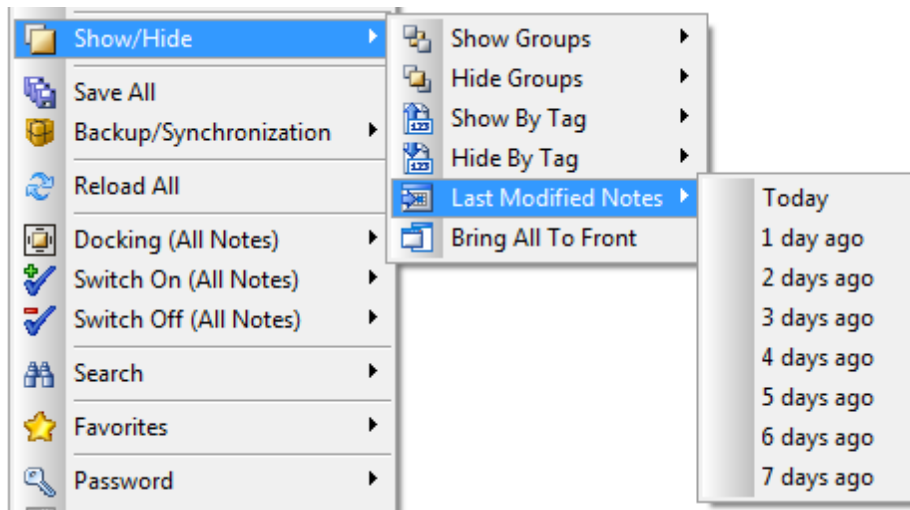 Show/Hide
Save All
Backup/Synchronization
Reload All
Docking (All Notes)
Switch On (All Notes)
Switch Off (All Notes)
Search
Favorites
Password
Show Groups
Hide Groups
Show By Tag
Hide By Tag
Last Modified Notes
Bring All To Front
Today
1 day ago
2 days ago
3 days ago
4 days ago
5 days ago
6 days ago
7 days ago